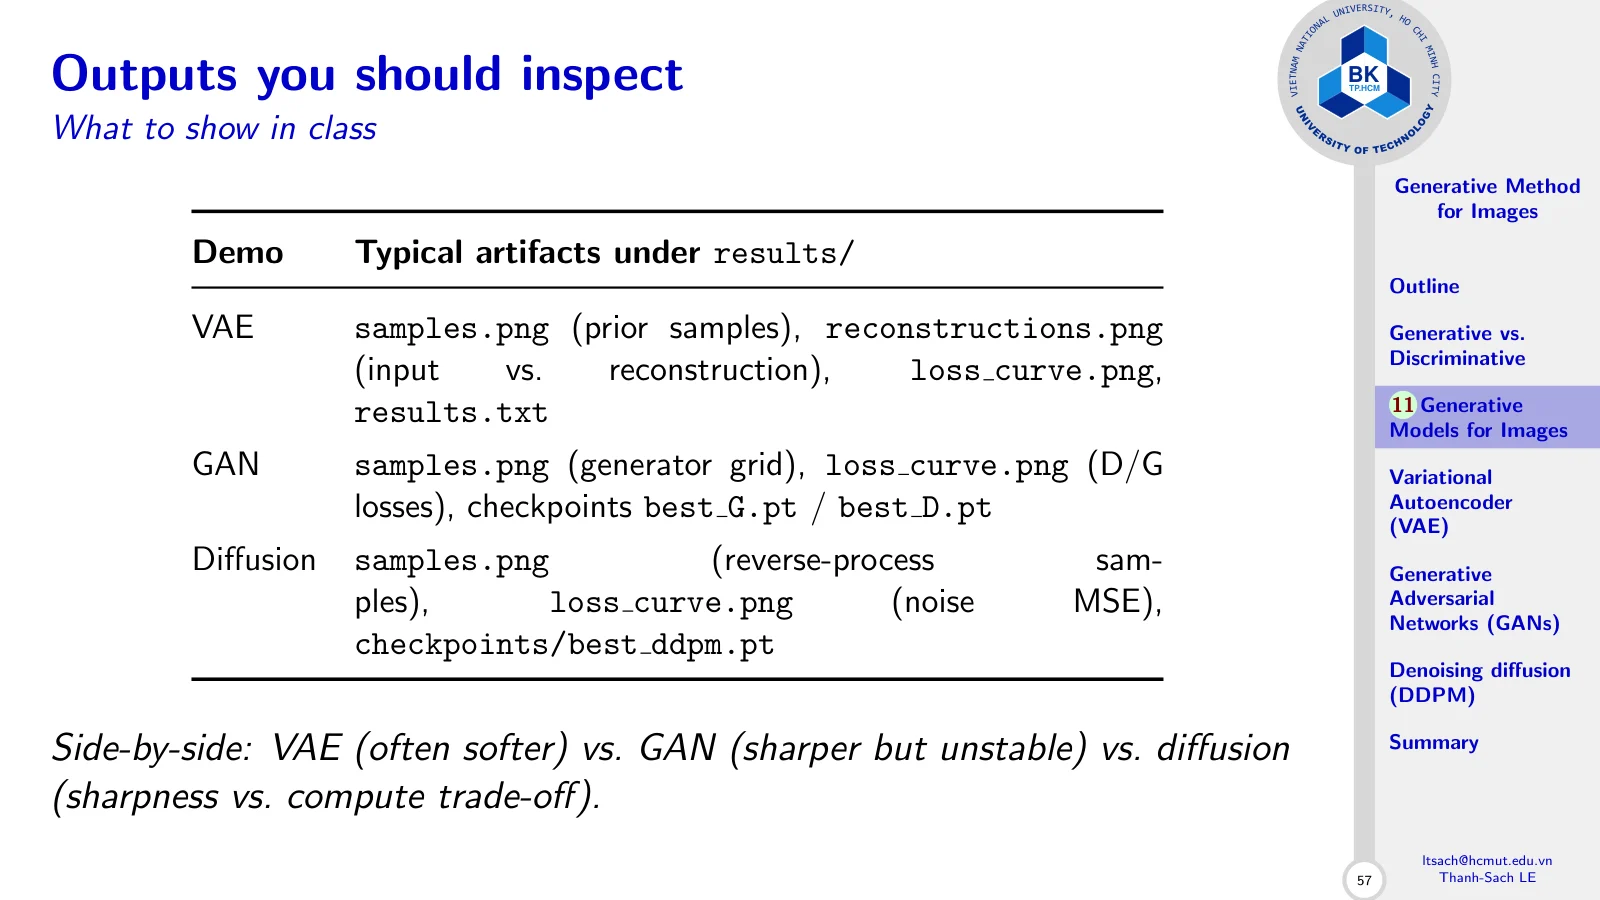 Outputs you should inspect
What to show in class
Demo Typical artifacts under results/
VAE samples.png (prior samples), reconstructions.png
(input vs. reconstruction), loss_curve.png,
results.txt
GAN samples.png (generator grid), loss_curve.png (D/G
losses), checkpoints best_G.pt / best_D.pt
Diffusion samples.png (reverse-process sam-
ples), loss_curve.png (noise MSE),
checkpoints/best_ddpm.pt
Side-by-side: VAE (often softer) vs. GAN (sharper but unstable) vs. diffusion
(sharpness vs. compute trade-off).
VIETNAM NATIONAL UNIVERSITY, HO CHI MINH CITY
BK
TP.HCM
UNIVERSITY OF TECHNOLOGY
Generative Method
for Images
Outline
Generative vs.
Discriminative
11 Generative
Models for Images
Variational
Autoencoder
(VAE)
Generative
Adversarial
Networks (GANs)
Denoising diffusion
(DDPM)
Summary
ltsach@hcmut.edu.vn
Thanh-Sach LE
57